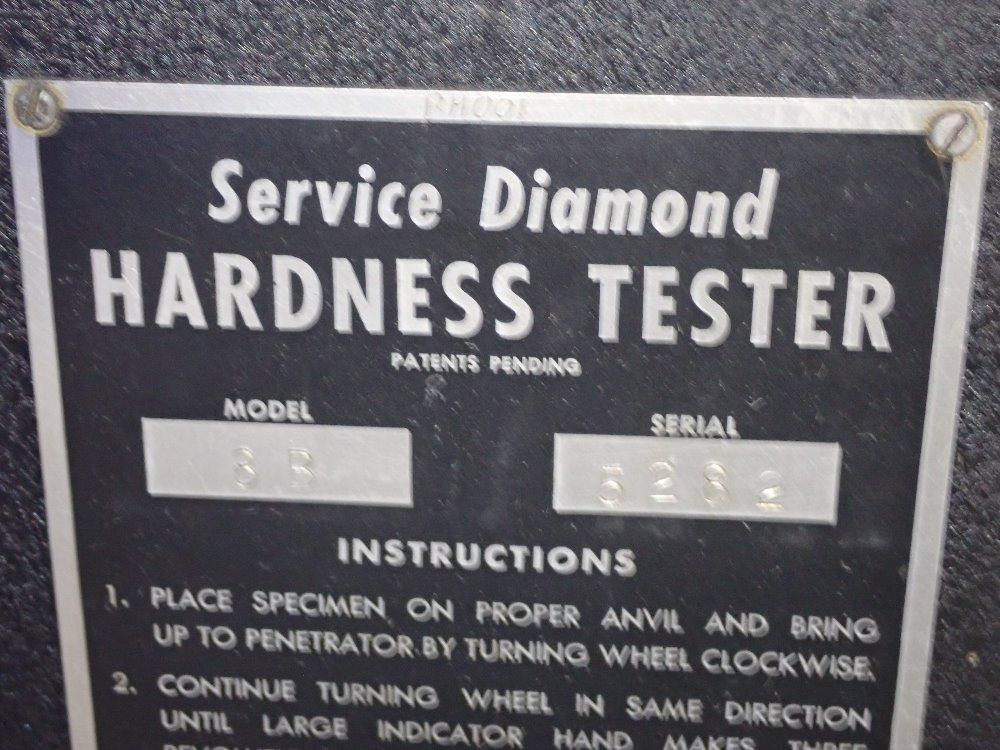 RH001
Service Diamond
HARDNESS TESTER
PATENTS PENDING
MODEL
8 B
SERIAL
5282
INSTRUCTIONS
1. PLACE SPECIMEN ON PROPER ANVIL AND BRING
UP TO PENETRATOR BY TURNING WHEEL CLOCKWISE.
2. CONTINUE TURNING WHEEL IN SAME DIRECTION
UNTIL LARGE INDICATOR HAND MAKES